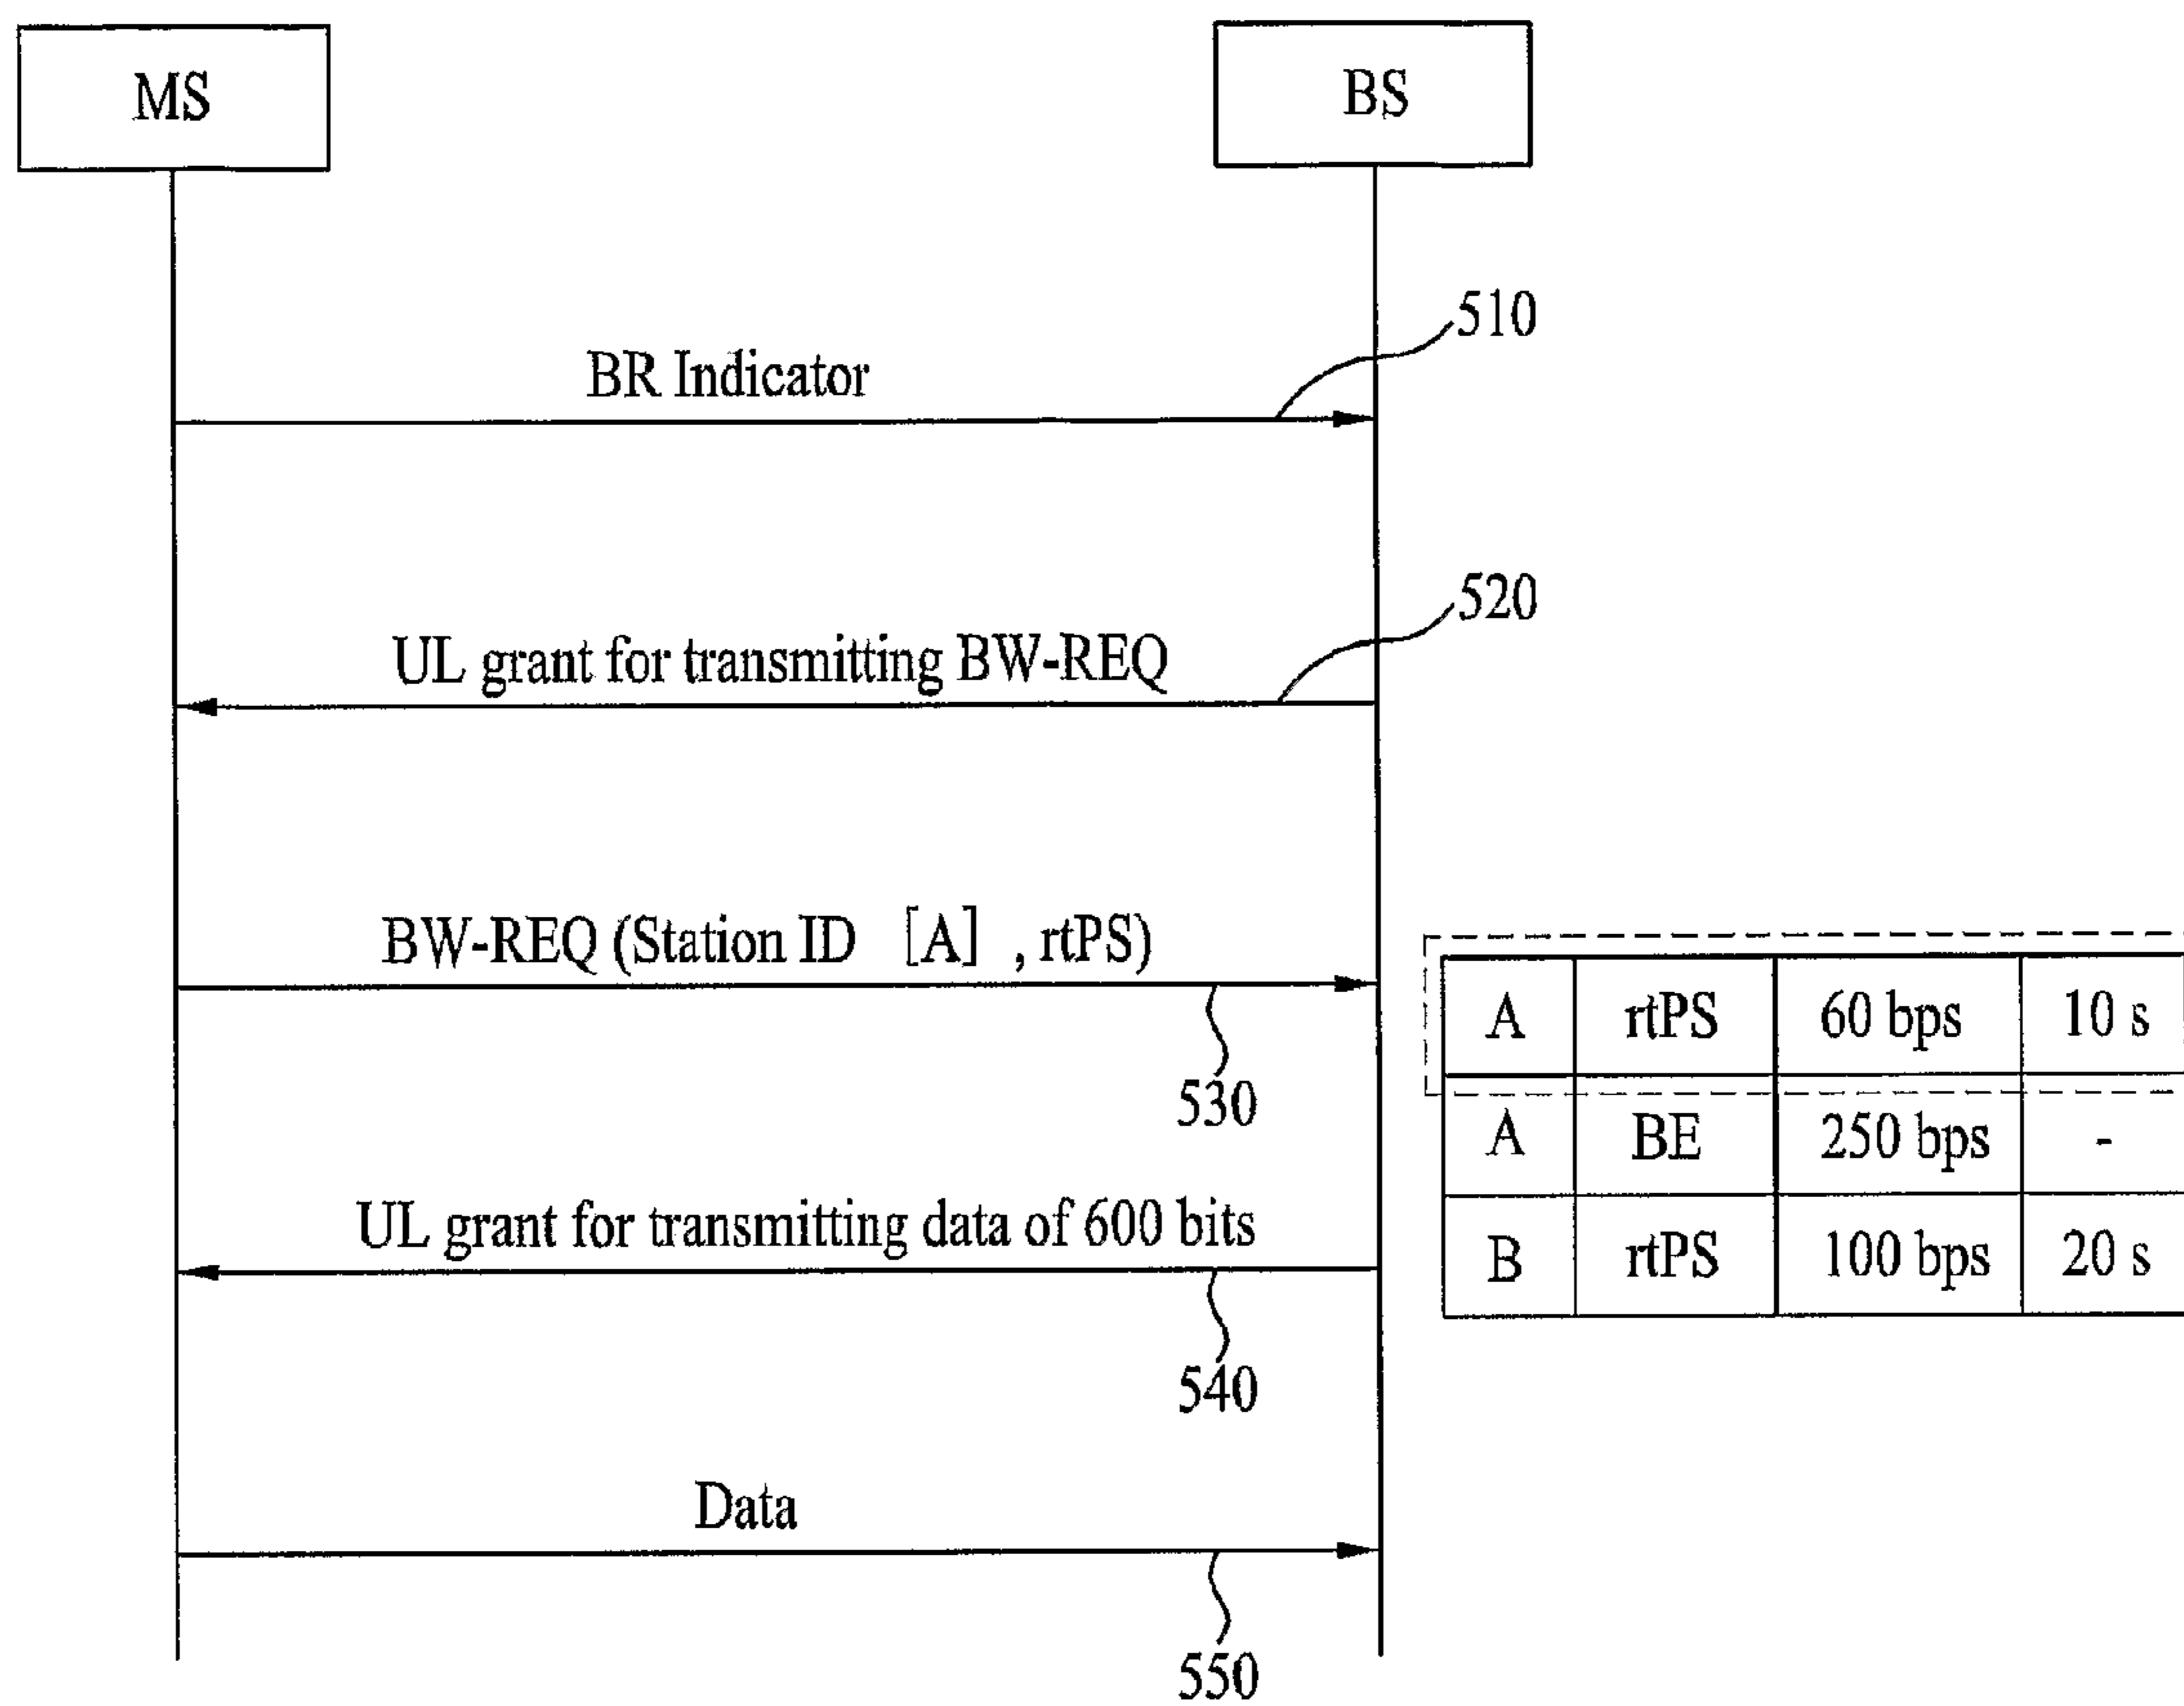 MS
BS
510
BR Indicator
520
UL grant for transmitting BW-REQ
BW-REQ (Station ID [A] , rtPS)
530
A rtPS 60 bps 10 s
A BE 250 bps -
B rtPS 100 bps 20 s
UL grant for transmitting data of 600 bits
540
Data
550